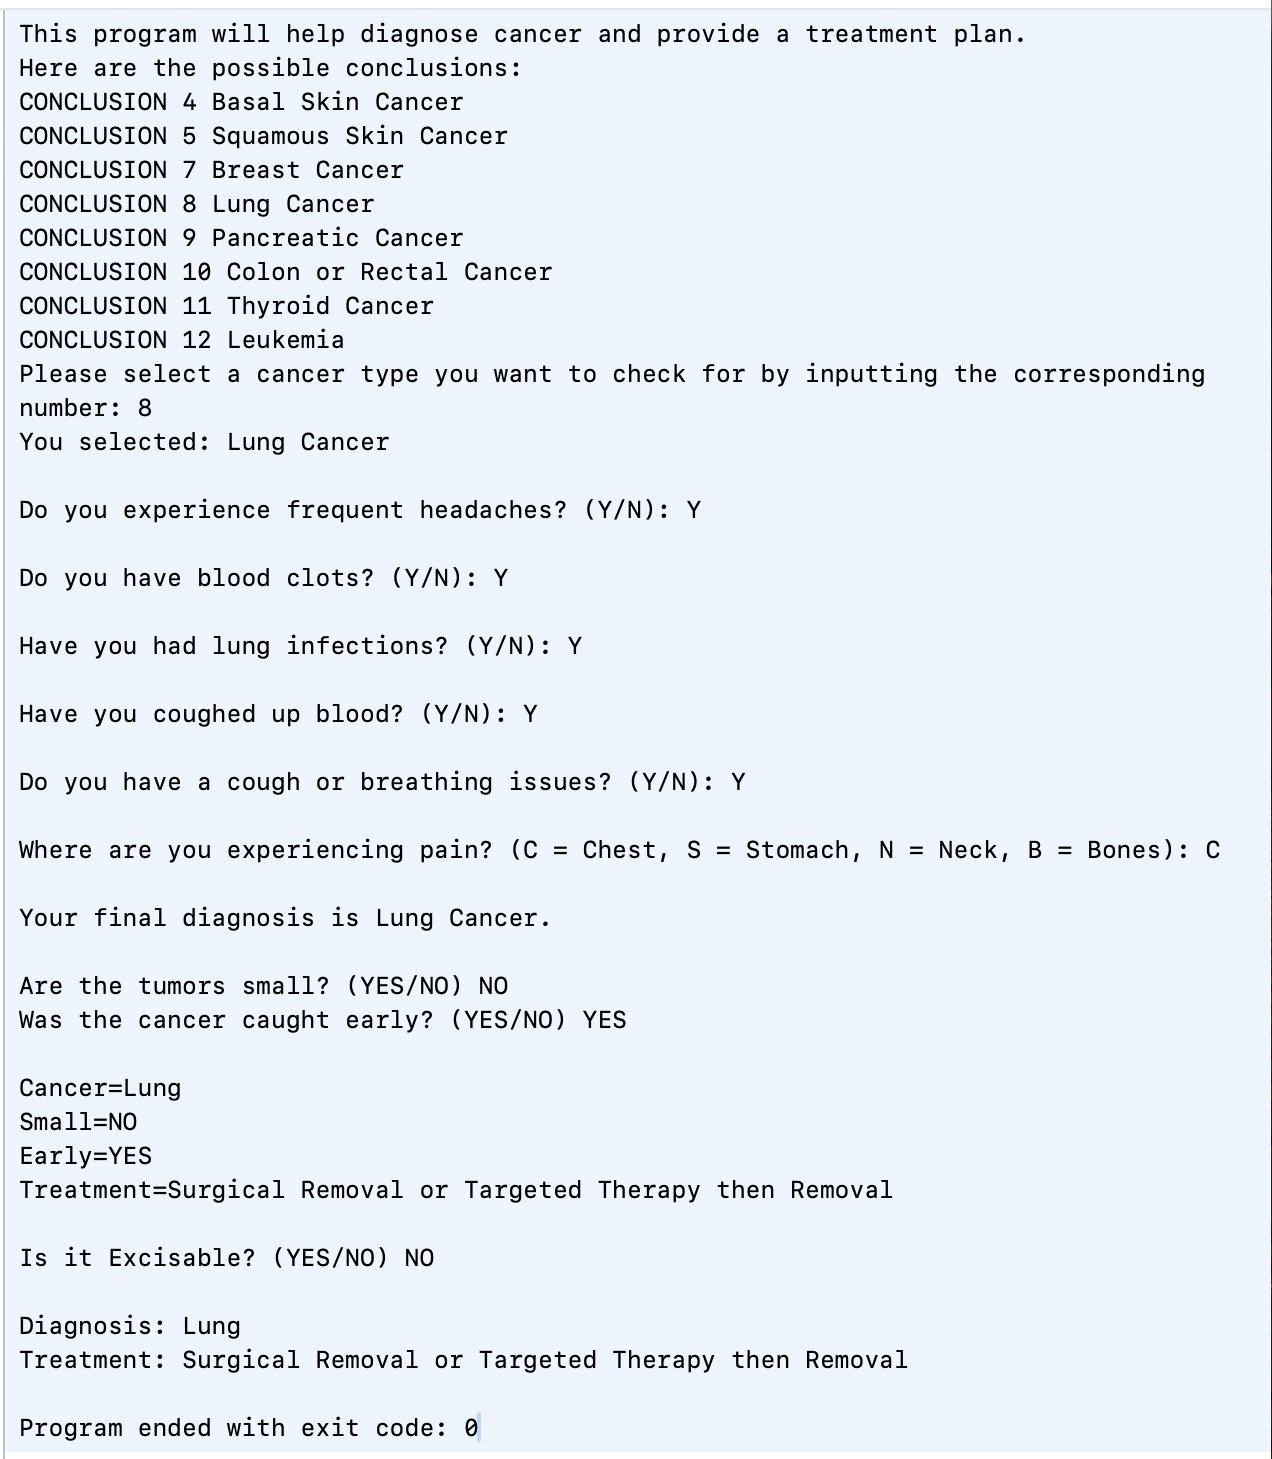 This program will help diagnose cancer and provide a treatment plan.
Here are the possible conclusions:
CONCLUSION 4 Basal Skin Cancer
CONCLUSION 5 Squamous Skin Cancer
CONCLUSION 7 Breast Cancer
CONCLUSION 8 Lung Cancer
CONCLUSION 9 Pancreatic Cancer
CONCLUSION 10 Colon or Rectal Cancer
CONCLUSION 11 Thyroid Cancer
CONCLUSION 12 Leukemia
Please select a cancer type you want to check for by inputting the corresponding
number: 8
You selected: Lung Cancer
Do you experience frequent headaches? (Y/N): Y
Do you have blood clots? (Y/N): Y
Have you had lung infections? (Y/N): Y
Have you coughed up blood? (Y/N): Y
Do you have a cough or breathing issues? (Y/N): Y
Where are you experiencing pain? (C = Chest, S = Stomach, N = Neck, B = Bones): C
Your final diagnosis is Lung Cancer.
Are the tumors small? (YES/NO) NO
Was the cancer caught early? (YES/NO) YES
Cancer=Lung
Small=NO
Early=YES
Treatment=Surgical Removal or Targeted Therapy then Removal
Is it Excisable? (YES/NO) NO
Diagnosis: Lung
Treatment: Surgical Removal or Targeted Therapy then Removal
Program ended with exit code: 0